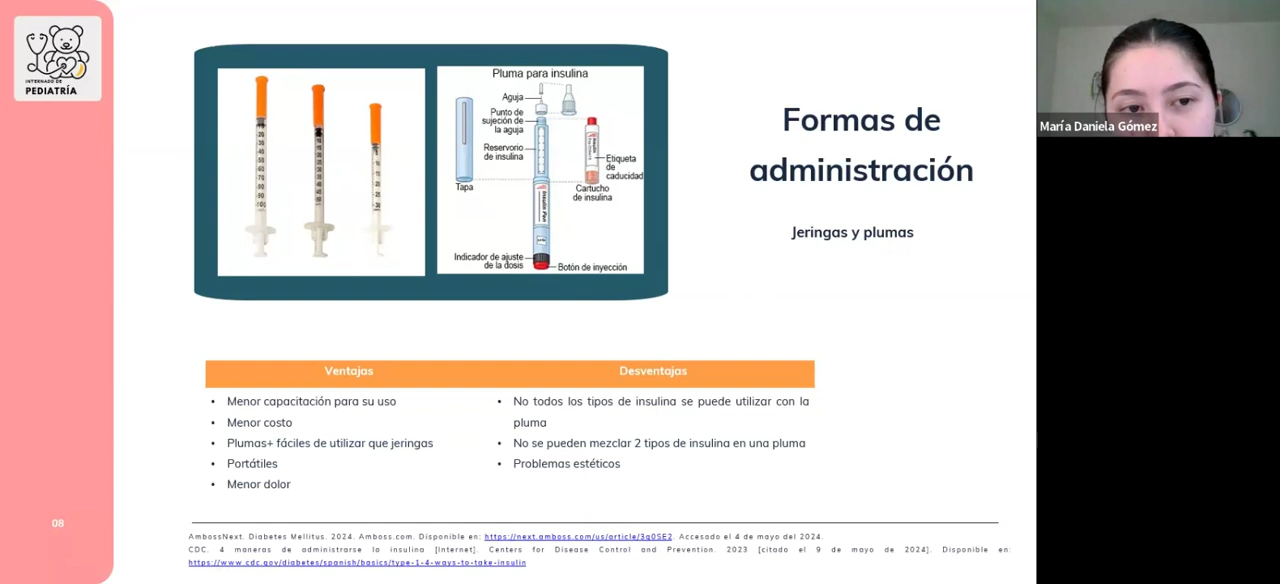 INTERNADO DE
PEDIATRÍA
Pluma para insulina
Aguja
Punto de
sujeción de
la aguja
Reservorio
de insulina
Etiqueta
de
caducidad
Tapa
Cartucho
de insulina
Indicador de ajuste
de la dosis
Botón de inyección
Formas de
administración
Jeringas y plumas
María Daniela Gómez
Ventajas
Desventajas
• Menor capacitación para su uso
• Menor costo
• Plumas+ fáciles de utilizar que jeringas
• Portátiles
• Menor dolor
• No todos los tipos de insulina se puede utilizar con la
pluma
• No se pueden mezclar 2 tipos de insulina en una pluma
• Problemas estéticos
08
AmbossNext. Diabetes Mellitus. 2024. Amboss.com. Disponible en: https://next.amboss.com/us/article/3g0SE2. Accesado el 4 de mayo del 2024.
CDC. 4 maneras de administrarse la insulina [Internet]. Centers for Disease Control and Prevention. 2023 [citado el 9 de mayo de 2024]. Disponible en:
https://www.cdc.gov/diabetes/spanish/basics/type-1-4-ways-to-take-insulin